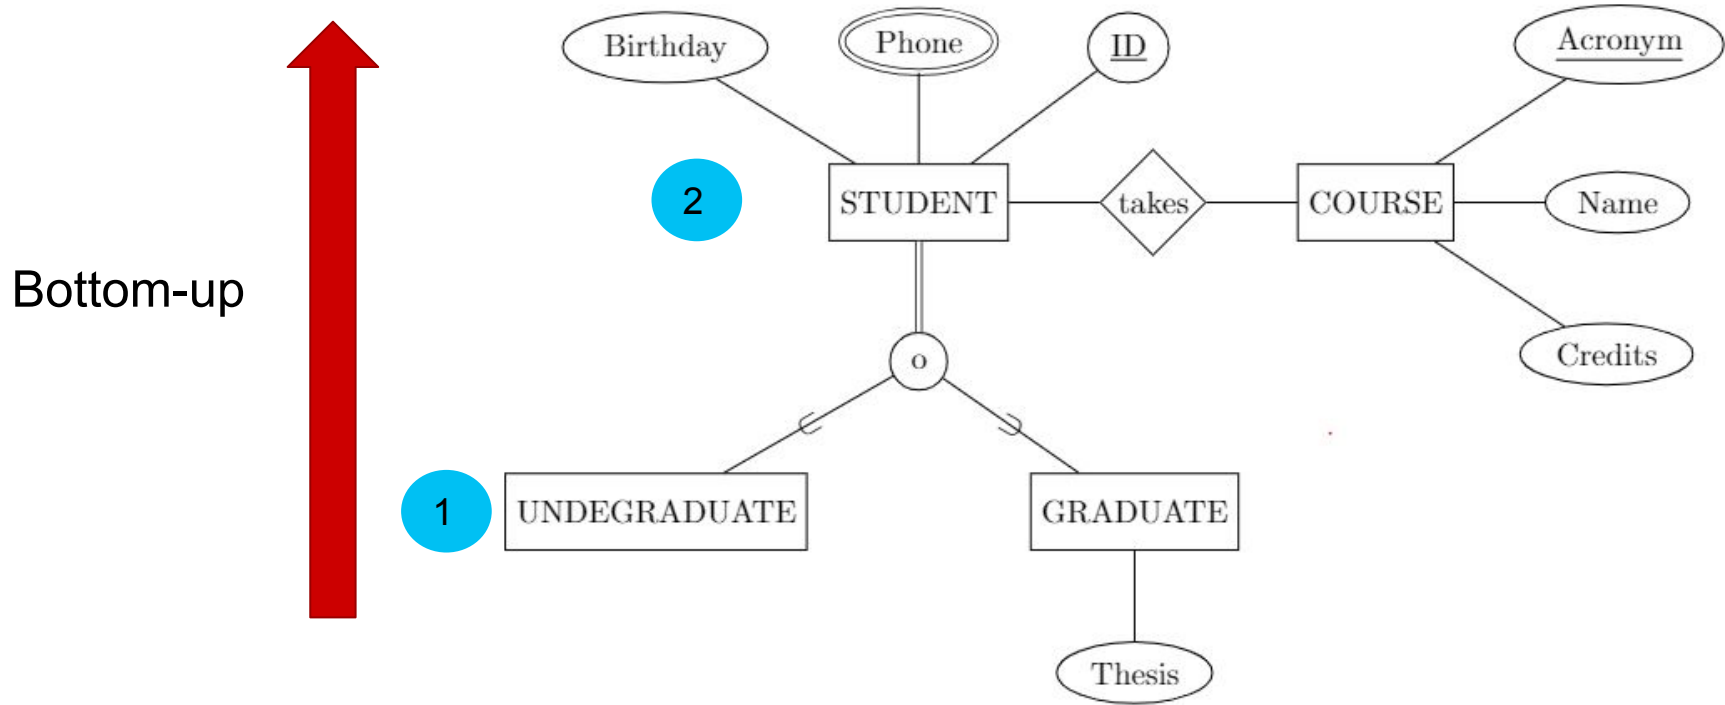 Birthday
Phone
ID
Acronym
2
STUDENT
takes
COURSE
Name
Bottom-up
o
Credits
1
UNDEGRADUATE
GRADUATE
Thesis